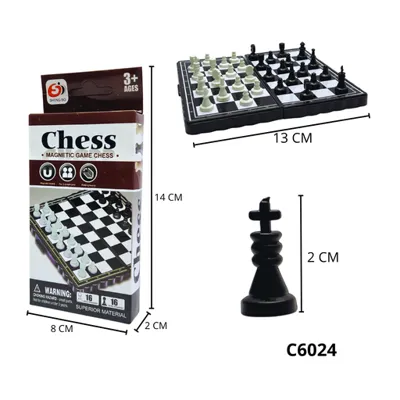 3+
AGES
Chess
MAGNETIC GAME CHESS
WARNING:
16
16
SUPERIOR MATERIAL
14 CM
8 CM
2 CM
13 CM
2 CM
C6024